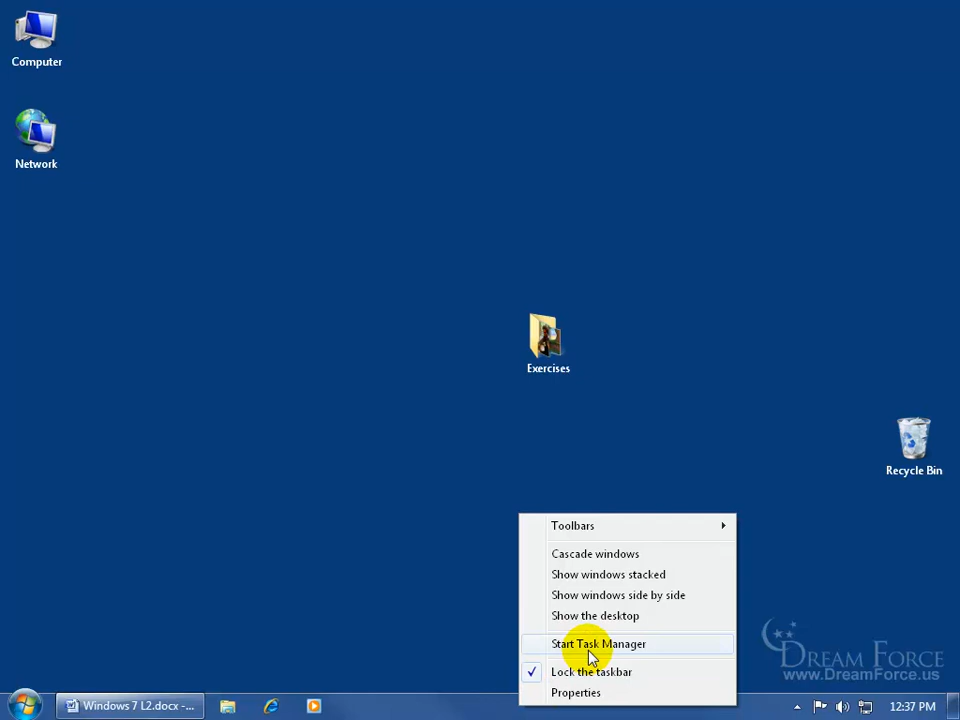 Computer
Network
Exercises
Recycle Bin
Toolbars
Cascade windows
Show windows stacked
Show windows side by side
Show the desktop
Start Task Manager
Lock the taskbar
Properties
DREAM FORCE
www.DreamForce.us
Windows 7 L2.docx -...
12:37 PM